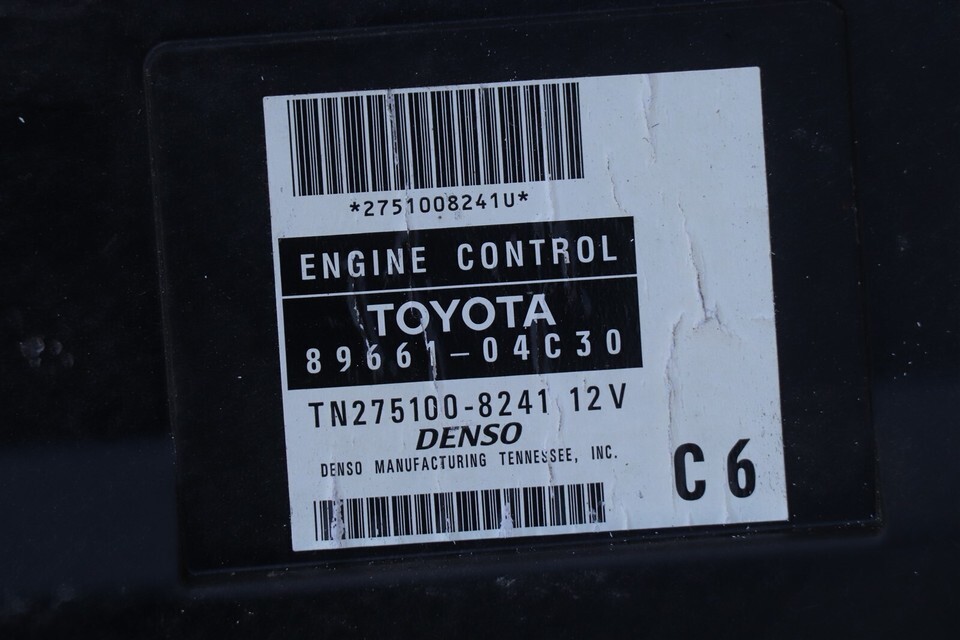 *2751008241U*
ENGINE CONTROL
TOYOTA
89661-04C30
TN275100-8241 12V
DENSO
DENSO MANUFACTURING TENNESSEE, INC.
C6